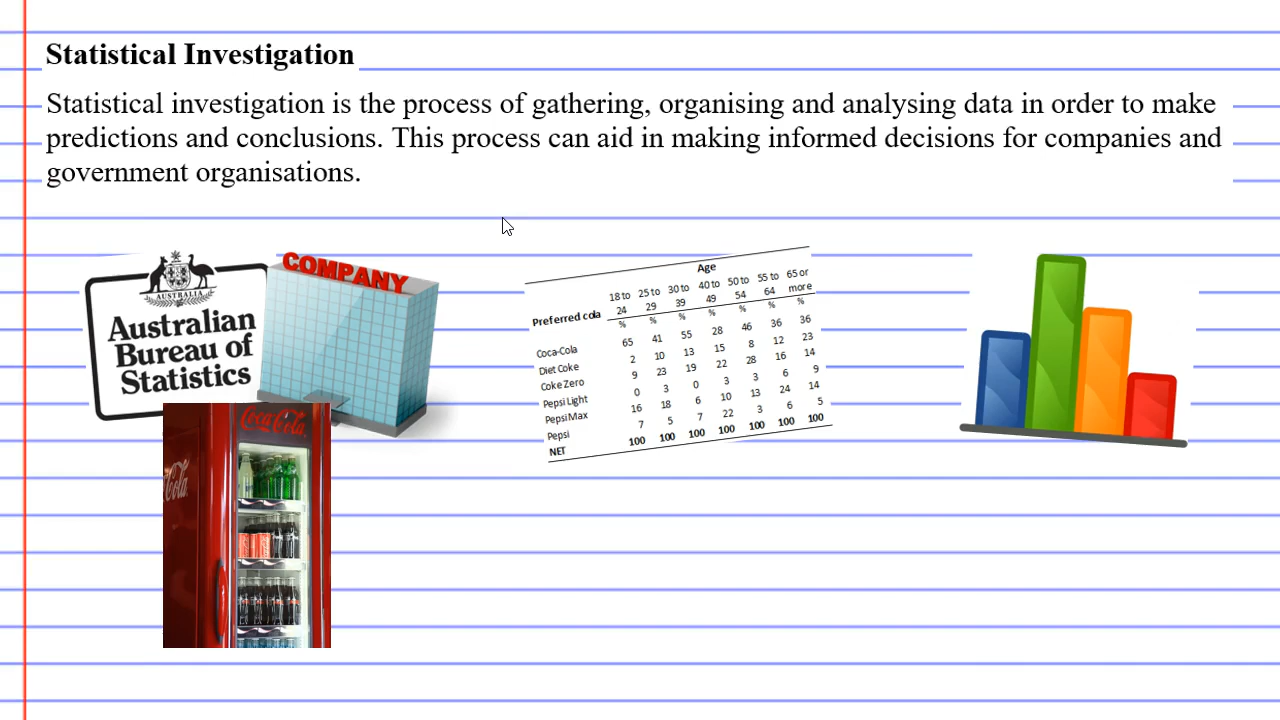 Statistical Investigation
Statistical investigation is the process of gathering, organising and analysing data in order to make
predictions and conclusions. This process can aid in making informed decisions for companies and
government organisations.
AUSTRALIA
Australian
Bureau of
Statistics
COMPANY
Coca-Cola
Cola
Age
Preferred cola 18 to 24 25 to 29 30 to 39 40 to 49 50 to 54 55 to 64 65 or more
% % % % % % %
Coca-Cola 65 41 55 28 46 36 36
Diet Coke 2 10 13 15 8 12 23
Coke Zero 9 23 19 22 28 16 14
Pepsi Light 0 3 0 3 3 6 9
Pepsi Max 16 18 6 10 13 24 14
Pepsi 7 5 7 22 3 6 5
NET 100 100 100 100 100 100 100